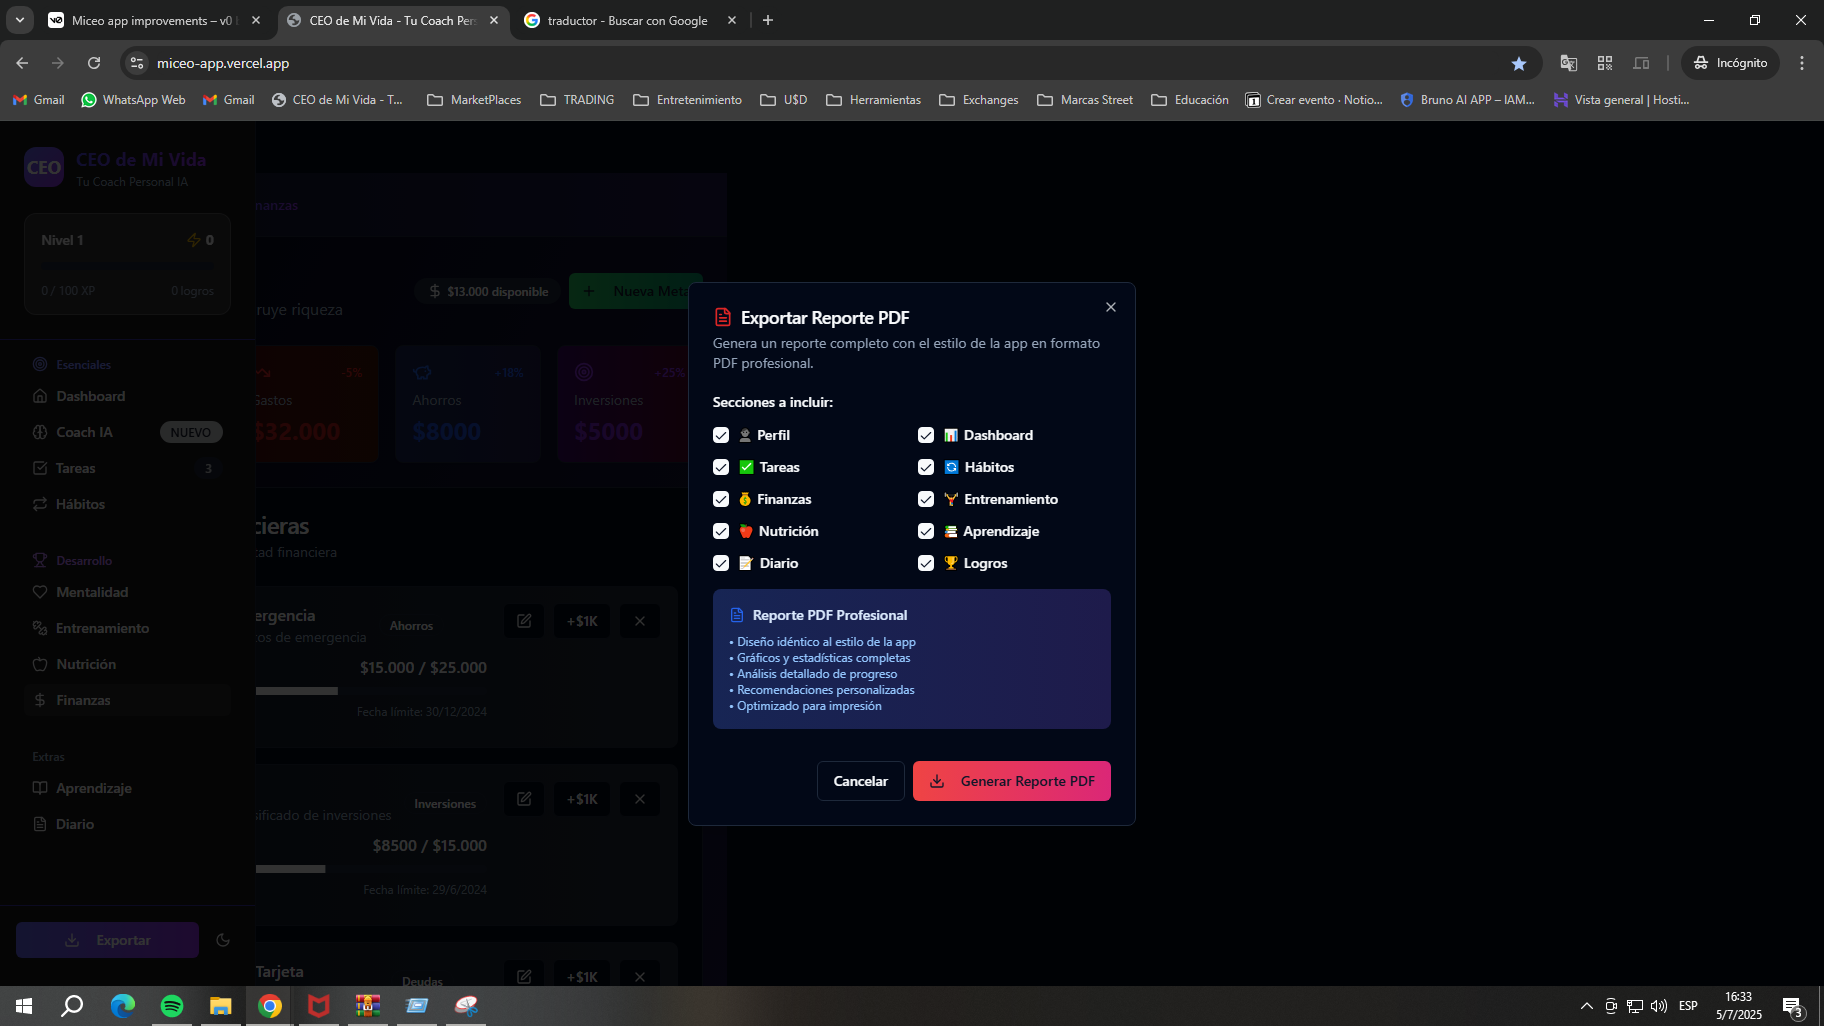 Miceo app improvements – v0
CEO de Mi Vida - Tu Coach Pers
traductor - Buscar con Google
miceo-app.vercel.app
Incógnito
Gmail
WhatsApp Web
Gmail
CEO de Mi Vida - T...
MarketPlaces
TRADING
Entretenimiento
U$D
Herramientas
Exchanges
Marcas Street
Educación
Crear evento · Notio...
Bruno AI APP – IAM...
Vista general | Hosti...
CEO
CEO de Mi Vida
Tu Coach Personal IA
Nivel 1
0
0 / 100 XP
0 logros
Esenciales
Dashboard
Coach IA
NUEVO
Tareas
3
Hábitos
Desarrollo
Mentalidad
Entrenamiento
Nutrición
Finanzas
Extras
Aprendizaje
Diario
Exportar
nanzas
$13.000 disponible
+ Nueva Meta
ruye riqueza
-5%
Gastos
$32.000
+18%
Ahorros
$8000
+25%
Inversiones
$5000
cieras
tad financiera
ergencia
Ahorros
+$1K
os de emergencia
$15.000 / $25.000
Fecha límite: 30/12/2024
Inversiones
+$1K
sificado de inversiones
$8500 / $15.000
Fecha límite: 29/6/2024
Tarjeta
Deudas
+$1K
Exportar Reporte PDF
Genera un reporte completo con el estilo de la app en formato
PDF profesional.
Secciones a incluir:
Perfil
Dashboard
Tareas
Hábitos
Finanzas
Entrenamiento
Nutrición
Aprendizaje
Diario
Logros
Reporte PDF Profesional
• Diseño idéntico al estilo de la app
• Gráficos y estadísticas completas
• Análisis detallado de progreso
• Recomendaciones personalizadas
• Optimizado para impresión
Cancelar
Generar Reporte PDF
ESP
16:33
5/7/2025
3